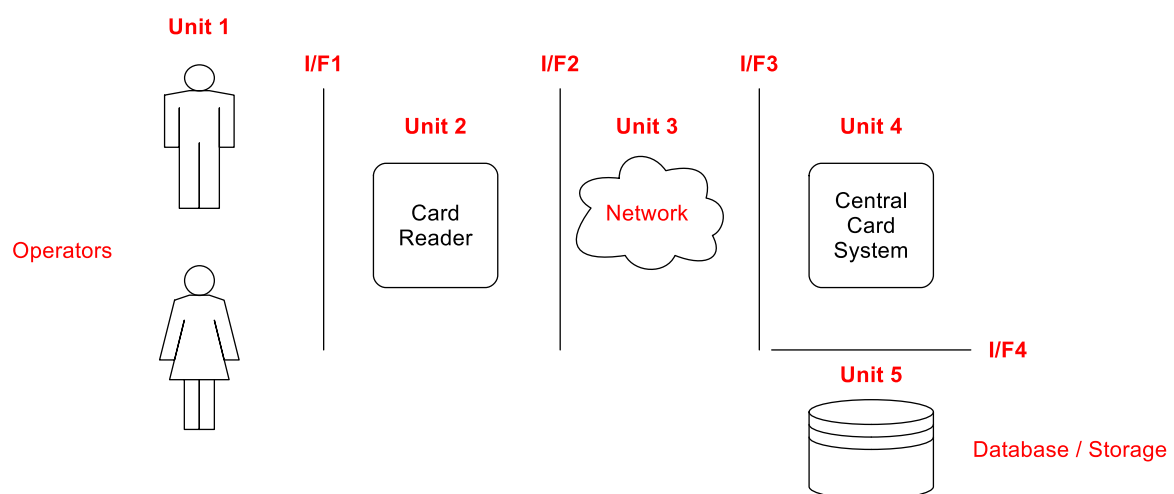 Unit 1
I/F1
I/F2
I/F3
Unit 2
Unit 3
Unit 4
Card
Reader
Network
Central
Card
System
Operators
I/F4
Unit 5
Database / Storage